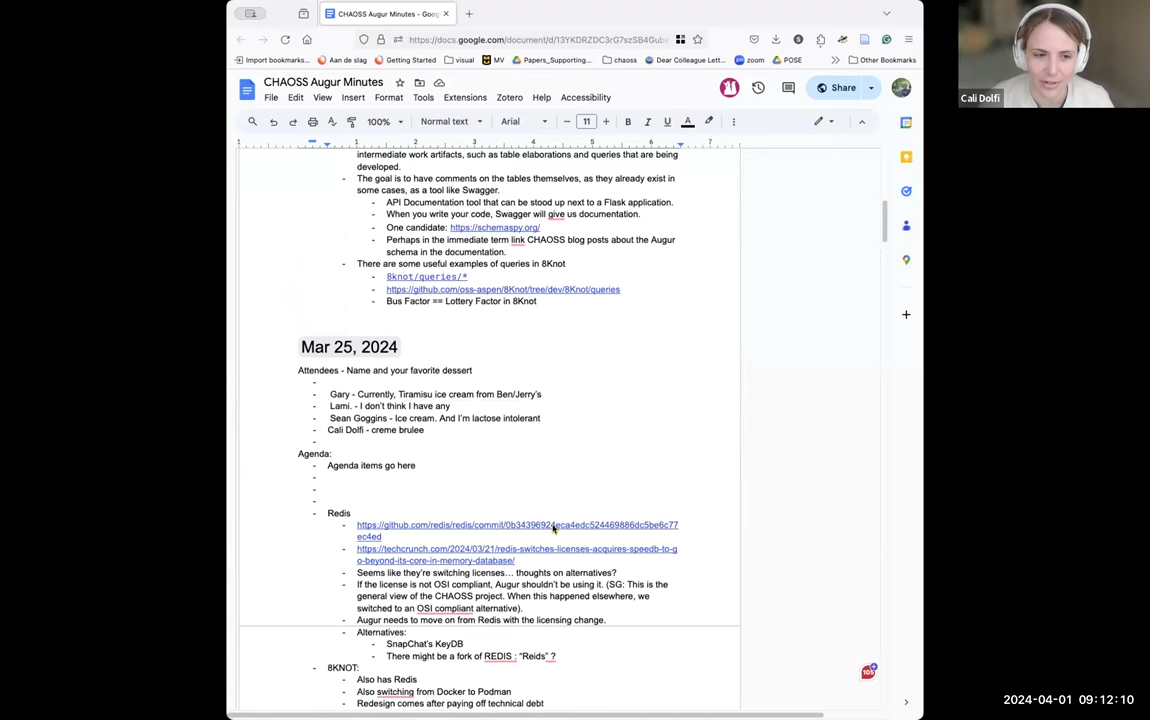 CHAOSS Augur Minutes - Goog
https://docs.google.com/document/d/13YKDRZDC3rG7szSB4Gube
Import bookmarks...
Aan de slag
Getting Started
visual
MV
Papers_Supporting...
chaoss
Dear Colleague Lett...
zoom
POSE
Other Bookmarks
CHAOSS Augur Minutes
File Edit View Insert Format Tools Extensions Zotero Help Accessibility
Share
100% Normal text Arial 11 B I U A
1 1 2 3 4 5 6 7
intermediate work artifacts, such as table elaborations and queries that are being
developed.
- The goal is to have comments on the tables themselves, as they already exist in
some cases, as a tool like Swagger.
- API Documentation tool that can be stood up next to a Flask application.
- When you write your code, Swagger will give us documentation.
- One candidate: https://schemaspy.org/
- Perhaps in the immediate term link CHAOSS blog posts about the Augur
schema in the documentation.
- There are some useful examples of queries in 8Knot
- 8knot/queries/*
- https://github.com/oss-aspen/8Knot/tree/dev/8Knot/queries
- Bus Factor == Lottery Factor in 8Knot
Mar 25, 2024
Attendees - Name and your favorite dessert
-
- Gary - Currently, Tiramisu ice cream from Ben/Jerry's
- Lami. - I don't think I have any
- Sean Goggins - Ice cream. And I'm lactose intolerant
- Cali Dolfi - creme brulee
-
Agenda:
- Agenda items go here
-
-
-
- Redis
- https://github.com/redis/redis/commit/0b34396924eca4edc524469886dc5be6c77
ec4ed
- https://techcrunch.com/2024/03/21/redis-switches-licenses-acquires-speedb-to-g
o-beyond-its-core-in-memory-database/
- Seems like they're switching licenses... thoughts on alternatives?
- If the license is not OSI compliant, Augur shouldn't be using it. (SG: This is the
general view of the CHAOSS project. When this happened elsewhere, we
switched to an OSI compliant alternative).
- Augur needs to move on from Redis with the licensing change.
- Alternatives:
- SnapChat's KeyDB
- There might be a fork of REDIS : "Reids" ?
- 8KNOT:
- Also has Redis
- Also switching from Docker to Podman
- Redesign comes after paying off technical debt
Cali Dolfi
2024-04-01 09:12:10